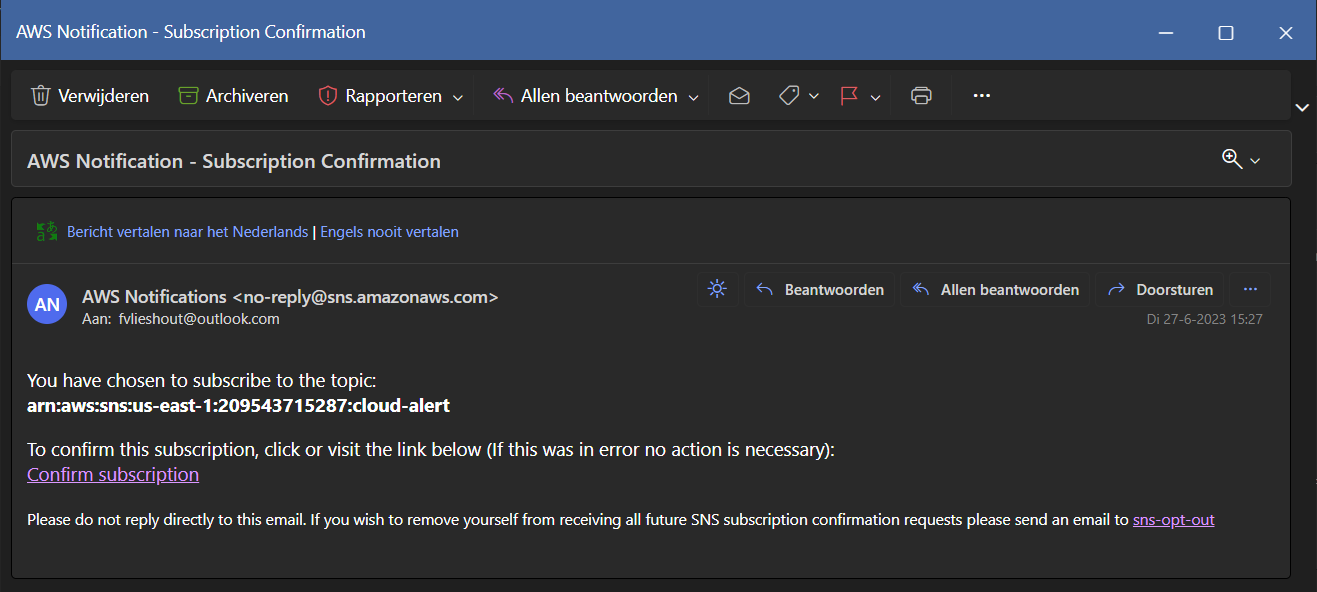 AWS Notification - Subscription Confirmation
Verwijderen Archiveren Rapporteren Allen beantwoorden
AWS Notification - Subscription Confirmation
Bericht vertalen naar het Nederlands | Engels nooit vertalen
AN
AWS Notifications <no-reply@sns.amazonaws.com>
Beantwoorden Allen beantwoorden Doorsturen
Aan: fvlieshout@outlook.com
Di 27-6-2023 15:27
You have chosen to subscribe to the topic:
arn:aws:sns:us-east-1:209543715287:cloud-alert
To confirm this subscription, click or visit the link below (If this was in error no action is necessary):
Confirm subscription
Please do not reply directly to this email. If you wish to remove yourself from receiving all future SNS subscription confirmation requests please send an email to sns-opt-out